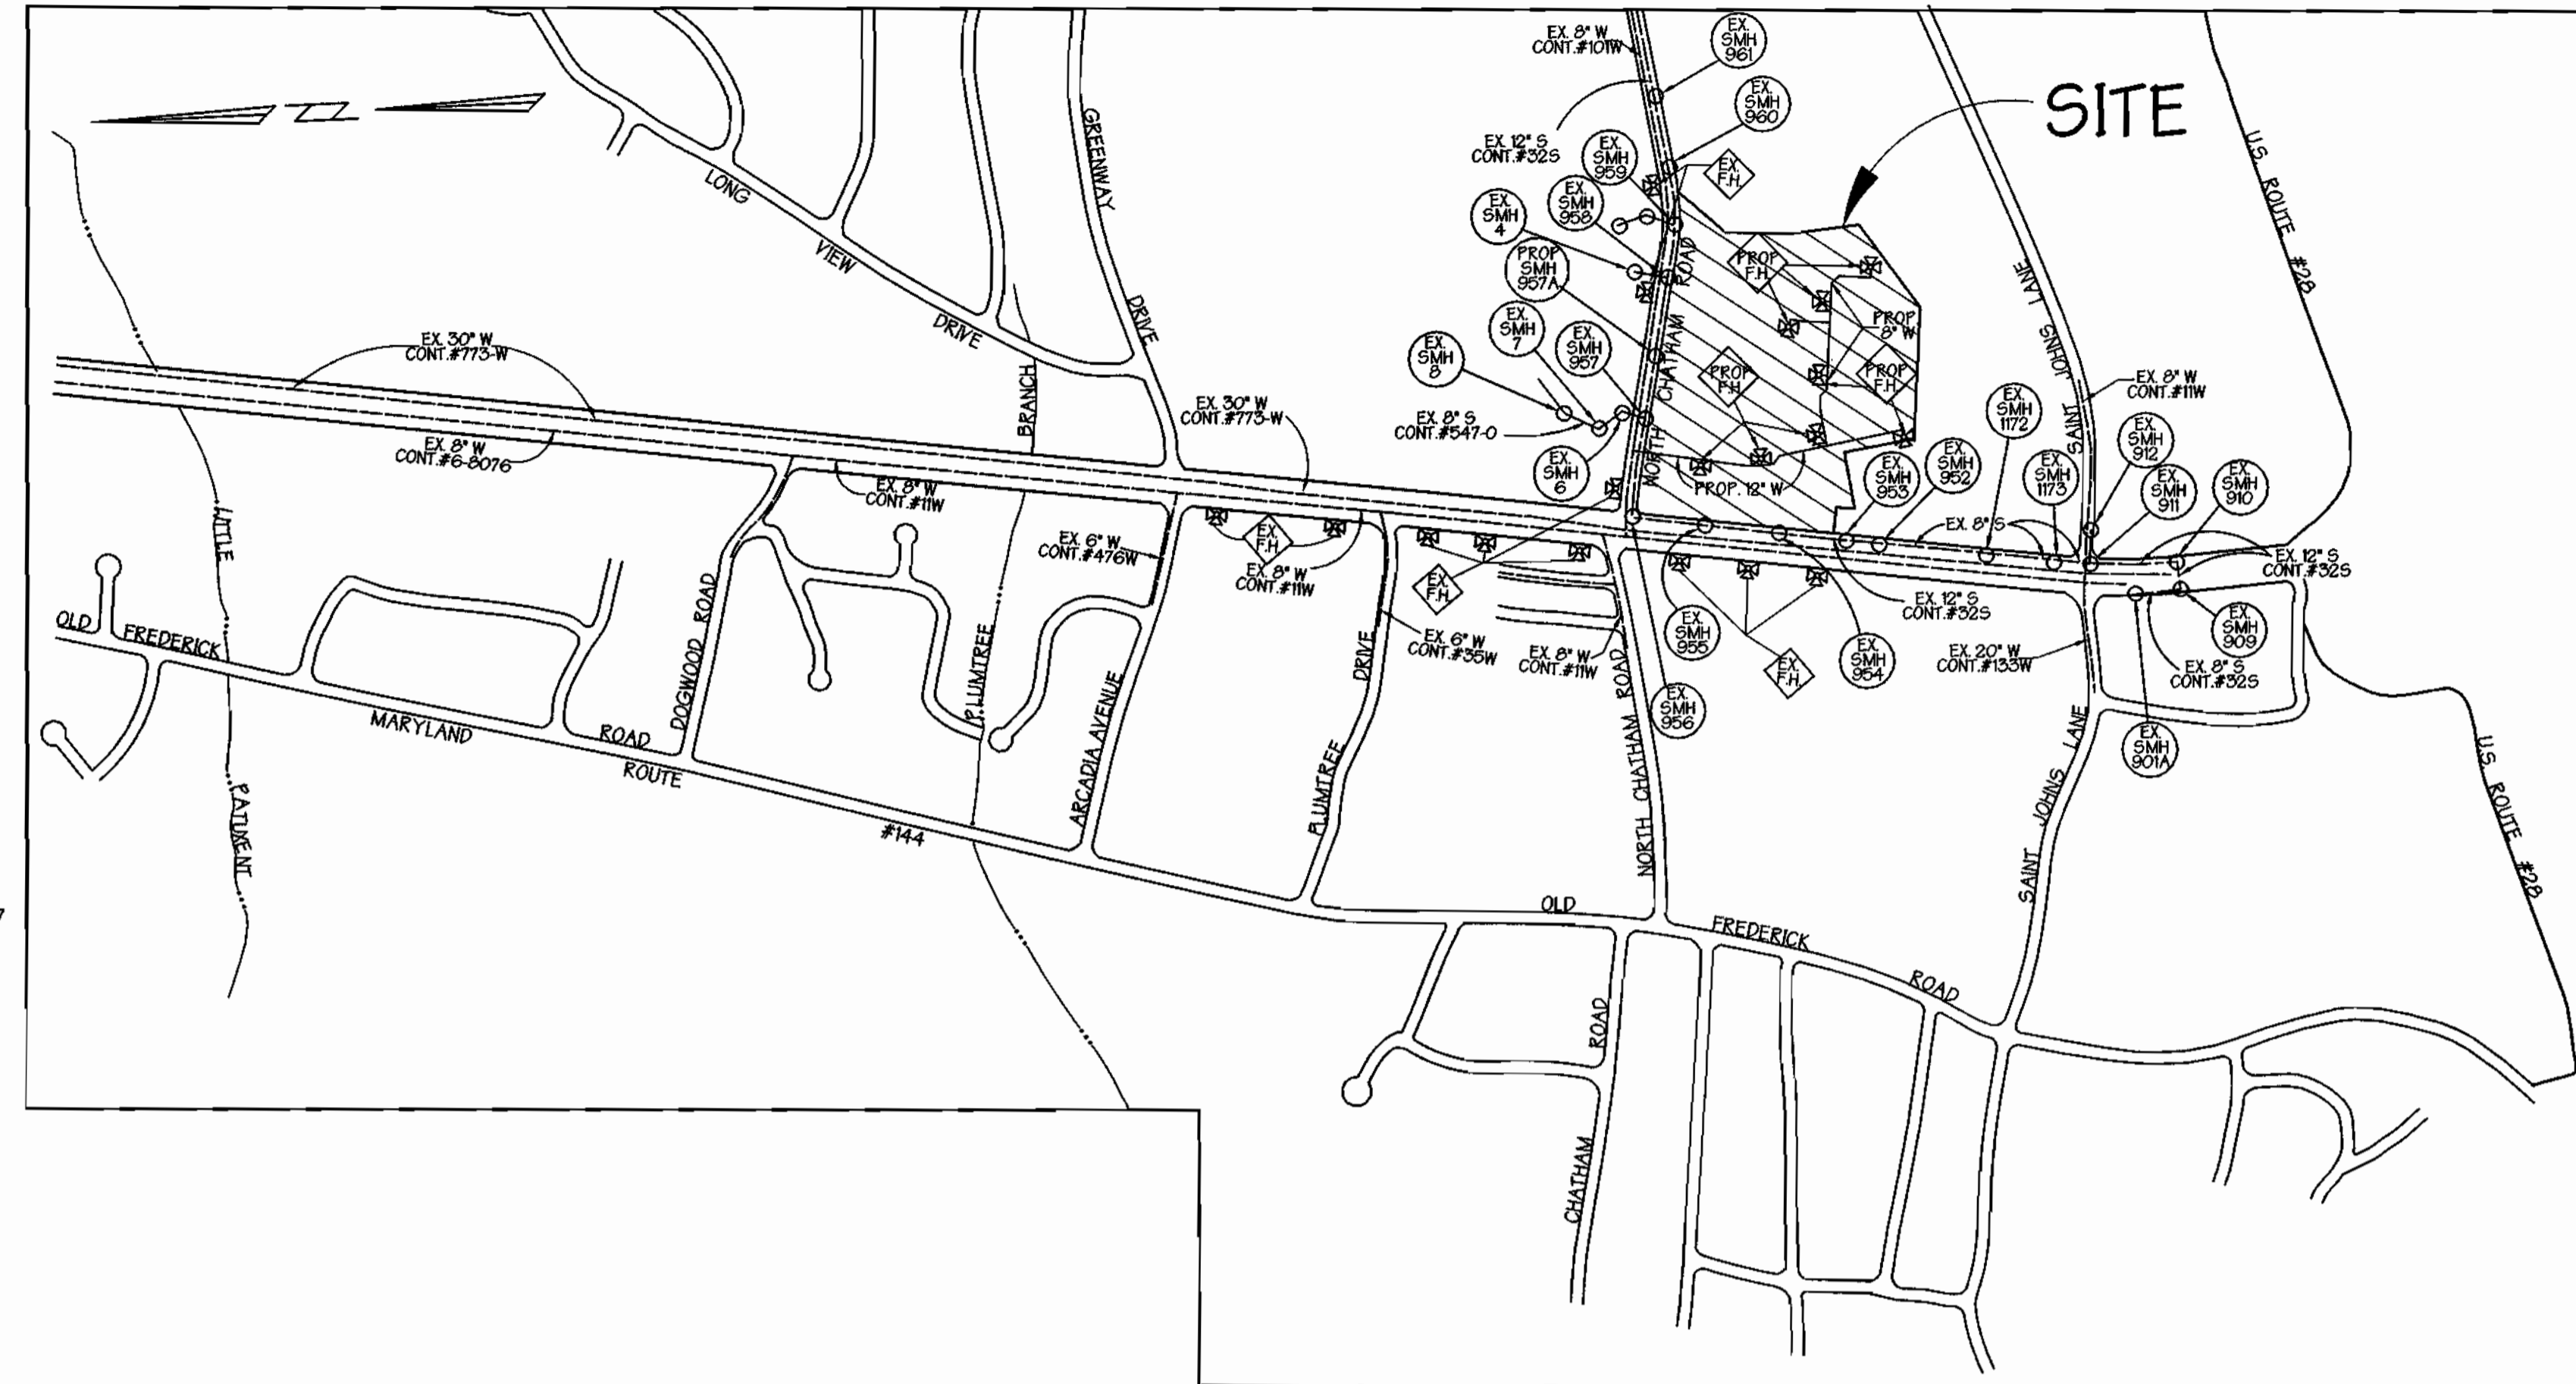 EX. 8" W
CONT.#101W
EX.
SMH
961
EX.
SMH
960
SITE
EX. 12" S
CONT.#32S
EX.
SMH
959
EX.
F.H.
EX.
SMH
4
EX.
SMH
958
PROP
SMH
957A
PROP
F.H.
EX.
SMH
7
EX.
SMH
957
EX.
SMH
8
EX. 8" S
CONT.#547-O
EX.
SMH
6
NORTH CHATHAM ROAD
PROP
8" W
PROP
F.H.
PROP
F.H.
PROP. 12" W
U.S. ROUTE #28
SAINT JOHNS LANE
EX. 8" W
CONT.#11W
EX.
SMH
912
EX.
SMH
911
EX.
SMH
910
EX.
SMH
1172
EX.
SMH
1173
EX.
SMH
952
EX.
SMH
953
EX. 8" S
EX. 12" S
CONT.#32S
N
LONG VIEW DRIVE
GREENWAY DRIVE
EX. 30" W
CONT.#773-W
EX. 8" W
CONT.#6-8076
EX. 30" W
CONT.#773-W
BRANCH
EX. 8" W
CONT.#11W
EX. 6" W
CONT.#476W
EX.
F.H.
EX. 8" W
CONT.#11W
EX.
F.H.
EX. 6" W
CONT.#35W
EX. 8" W
CONT.#11W
EX.
SMH
955
EX.
SMH
956
EX.
F.H.
EX.
SMH
954
EX. 12" S
CONT.#32S
EX. 20" W
CONT.#133W
EX.
SMH
909
EX. 8" S
CONT.#32S
EX.
SMH
901A
LITTLE
PATUXENT
OLD FREDERICK ROAD
MARYLAND ROUTE #144
DOGWOOD ROAD
PLUMTREE
ARCADIA AVENUE
PLUMTREE DRIVE
NORTH CHATHAM ROAD
SAINT JOHNS LANE
U.S. ROUTE #28
OLD FREDERICK ROAD
CHATHAM ROAD